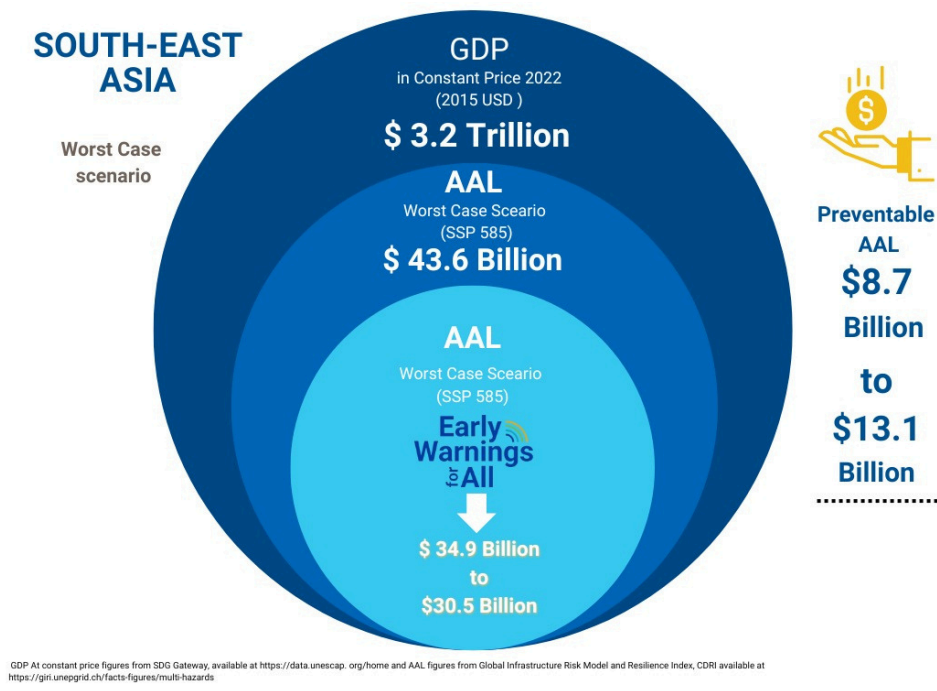 SOUTH-EAST
ASIA
Worst Case
scenario
GDP
in Constant Price 2022
(2015 USD )
$ 3.2 Trillion
AAL
Worst Case Sceario
(SSP 585)
$ 43.6 Billion
AAL
Worst Case Sceario
(SSP 585)
Early
Warnings
for All
$ 34.9 Billion
to
$30.5 Billion
$
Preventable
AAL
$8.7
Billion
to
$13.1
Billion
GDP At constant price figures from SDG Gateway, available at https://data.unescap. org/home and AAL figures from Global Infrastructure Risk Model and Resilience Index, CDRI available at
https://giri.unepgrid.ch/facts-figures/multi-hazards